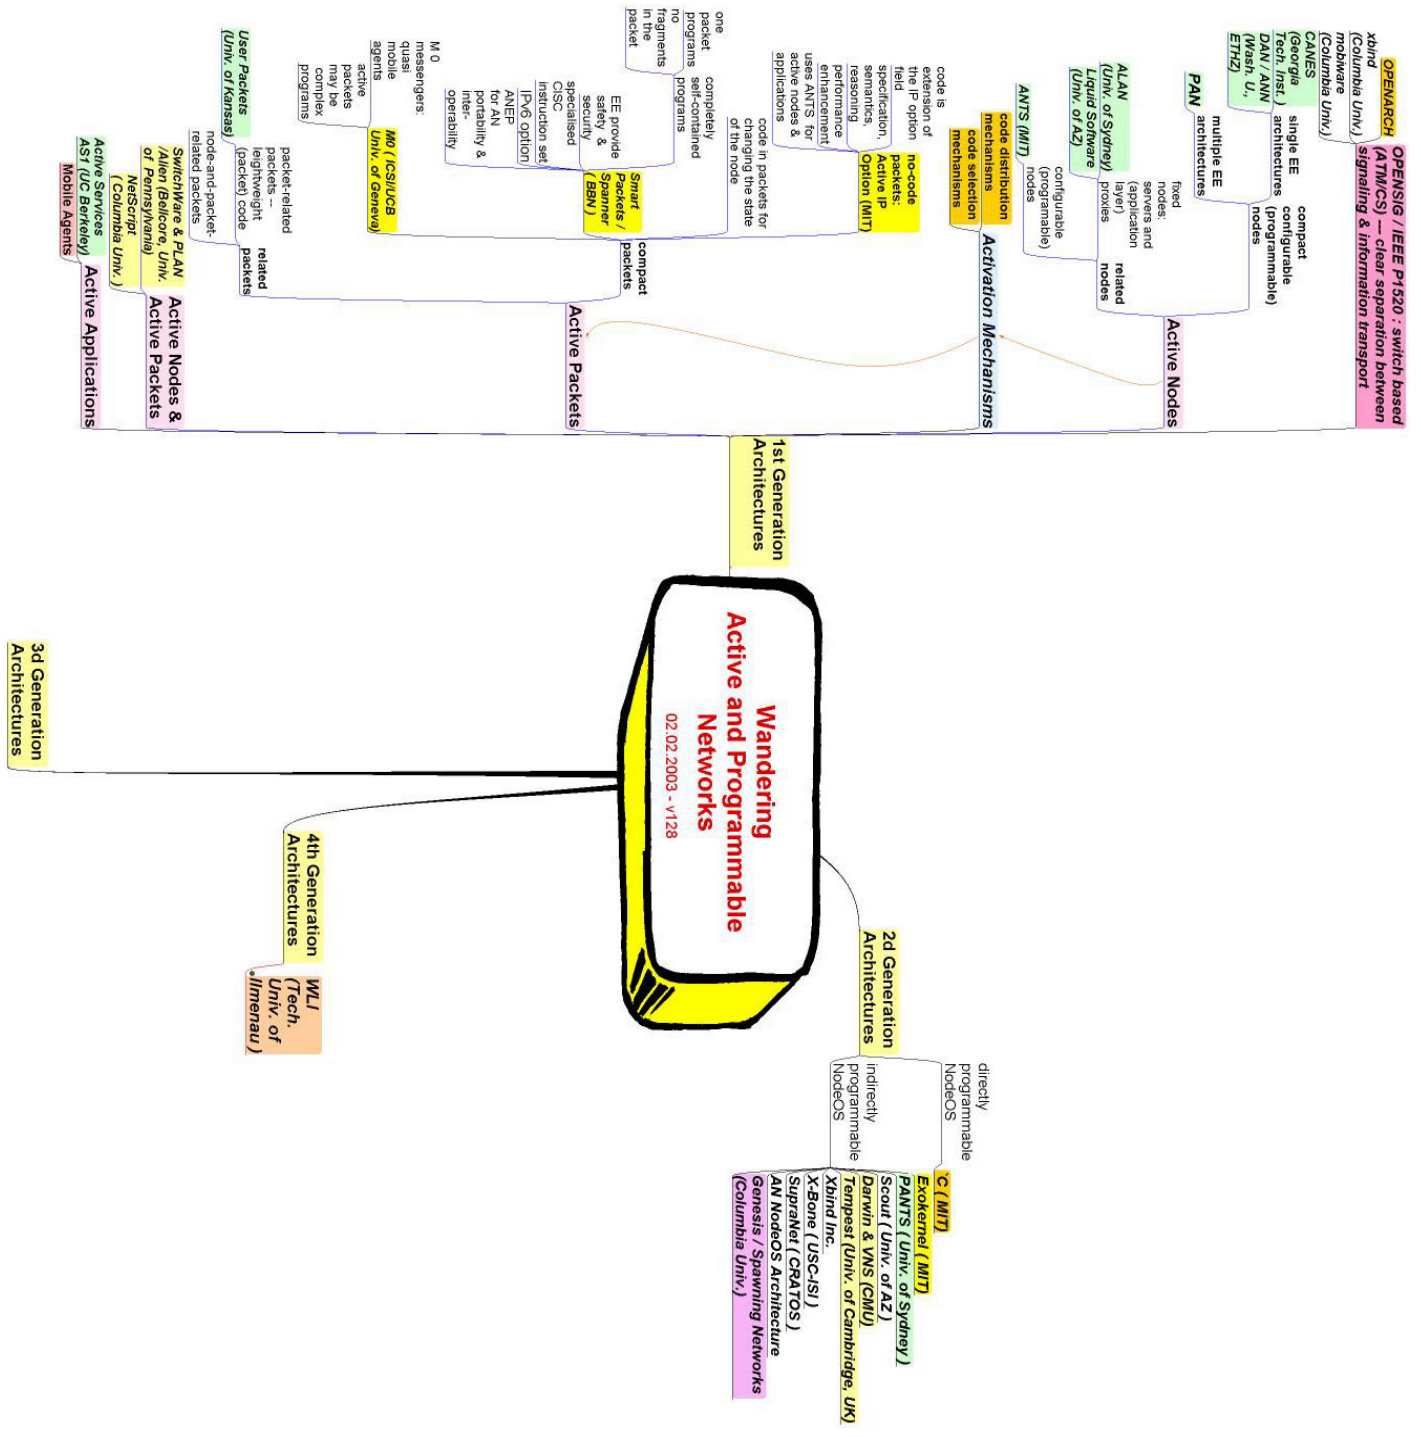 Wandering
Active and Programmable
Networks
02.02.2003 - v128
1st Generation
Architectures
OPENSIG / IEEE P1520 : switch based
(ATM/CS) --- clear separation between
signaling & information transport
OPENARCH
xbind
(Columbia Univ.)
mobiware
(Columbia Univ.)
Active Nodes
compact
configurable
(programmable)
nodes
single EE
architectures
CANES
(Georgia
Tech. Inst. )
DAN / ANN
(Wash. U.,
ETHZ)
multiple EE
architectures
PAN
related
nodes
fixed
nodes:
servers and
(application
layer)
proxies
ALAN
(Univ. of Sydney)
Liquid Software
(Univ. of AZ)
configurable
(programable)
nodes
ANTS (MIT)
Activation Mechanisms
code distribution
mechanisms
code selection
mechanisms
Active Packets
compact
packets
no-code
packets:
Active IP
Option (MIT)
code is
extension of
the IP option
field
specification,
semantics,
reasoning
performance
enhancement
uses ANTS for
active nodes &
applications
code in packets for
changing the state
of the node
completely
self-contained
programs
one
packet
programs
no
fragments
in the
packet
Smart
Packets /
Spanner
( BBN )
EE provide
safety &
security
specialised
CISC
instruction set
IPv6 option
ANEP
for AN
portability &
inter-
operability
M0 ( ICSI/UCB
Univ. of Geneva)
M 0
messengers:
quasi
mobile
agents
active
packets
may be
complex
programs
related
packets
packet-related
packets --
leightweight
(packet) code
User Packets
(Univ. of Kansas)
node-and-packet-
related packets
Active Nodes &
Active Packets
SwitchWare & PLAN
/Alien (Bellcore, Univ.
of Pennsylvania)
NetScript
( Columbia Univ. )
Active Applications
Active Services
AS1 (UC Berkeley)
Mobile Agents
2d Generation
Architectures
directly
programmable
NodeOS
`C ( MIT)
indirectly
programmable
NodeOS
Exokernel ( MIT)
PANTS ( Univ. of Sydney )
Scout ( Univ. of AZ )
Darwin & VNS (CMU)
Tempest (Univ. of Cambridge, UK)
Xbind Inc.
X-Bone ( USC-ISI )
SupraNet ( CRATOS )
AN NodeOS Architecture
Genesis / Spawning Networks
(Columbia Univ.)
3d Generation
Architectures
4th Generation
Architectures
WLI
(Tech.
Univ. of
Ilmenau )